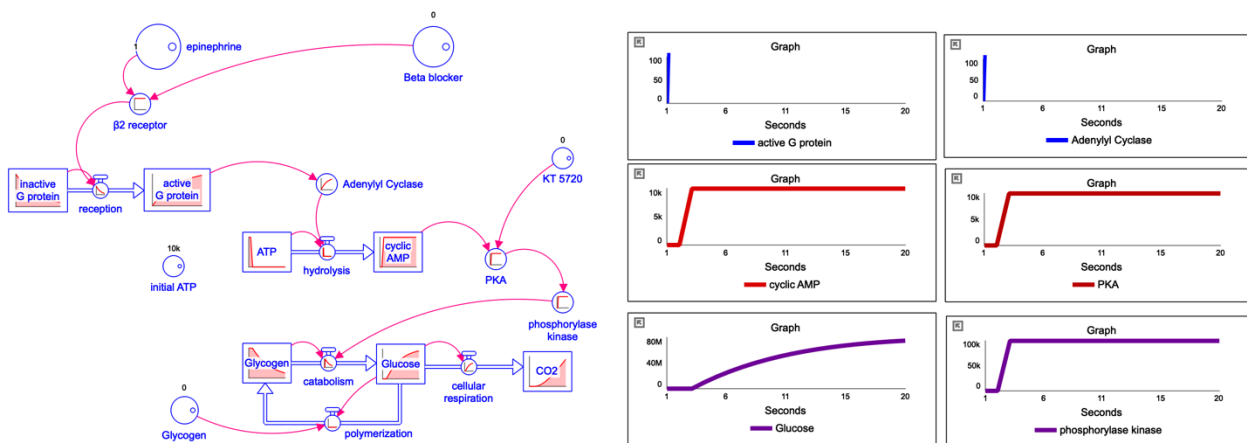 0
1
epinephrine
Beta blocker
β2 receptor
0
KT 5720
inactive
G protein
reception
active
G protein
Adenylyl Cyclase
10k
initial ATP
ATP
hydrolysis
cyclic
AMP
PKA
phosphorylase
kinase
Glycogen
catabolism
Glucose
cellular
respiration
CO2
0
Glycogen
polymerization
Graph
100
50
0
1 6 11 15 20
Seconds
active G protein
Graph
100
50
0
1 6 11 15 20
Seconds
Adenylyl Cyclase
Graph
10k
5k
0
1 6 11 15 20
Seconds
cyclic AMP
Graph
10k
5k
0
1 6 11 15 20
Seconds
PKA
Graph
80M
40M
0
1 6 11 15 20
Seconds
Glucose
Graph
100k
50k
0
1 6 11 15 20
Seconds
phosphorylase kinase